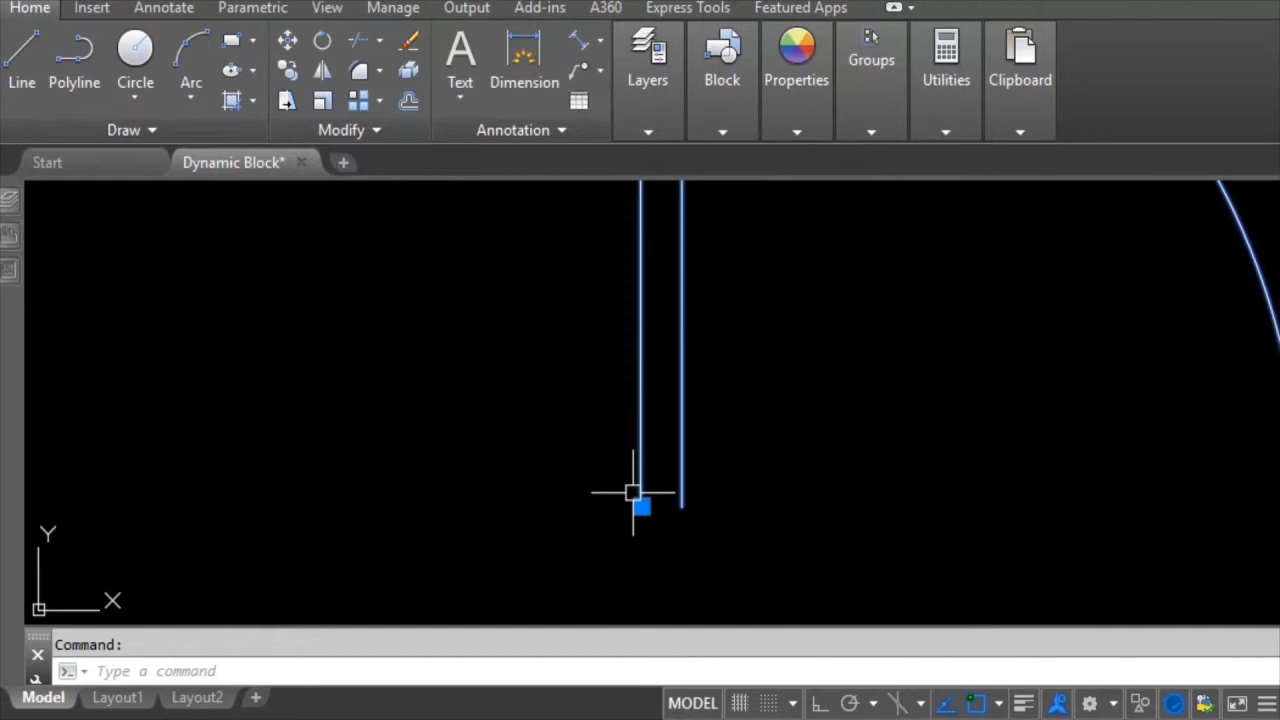 Home Insert Annotate Parametric View Manage Output Add-ins A360 Express Tools Featured Apps
Line Polyline Circle Arc Text Dimension Layers Block Properties Groups Utilities Clipboard
Draw Modify Annotation
Start Dynamic Block*
Y
X
Command:
Type a command
Model Layout1 Layout2 MODEL